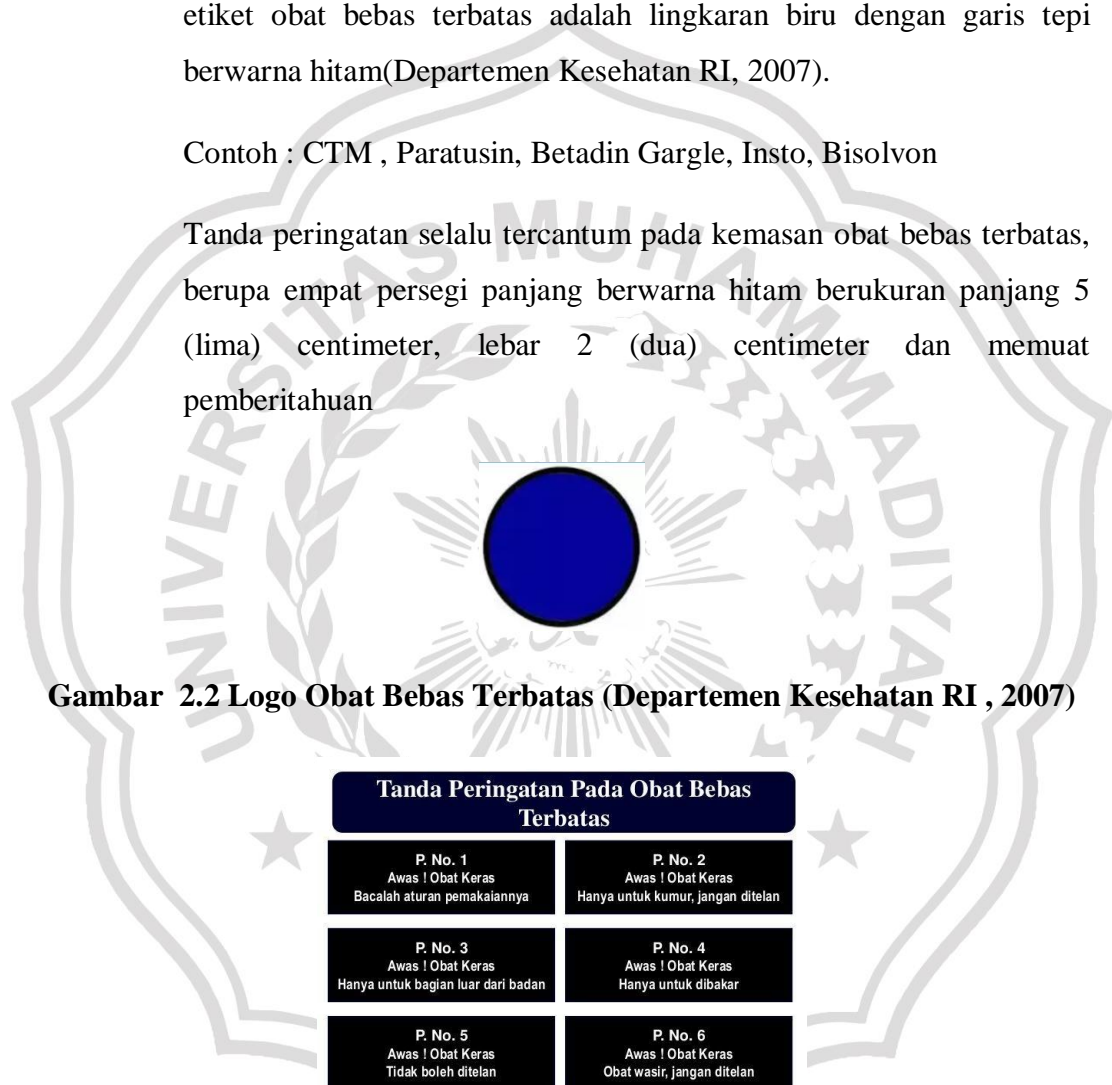 etiket obat bebas terbatas adalah lingkaran biru dengan garis tepi
berwarna hitam(Departemen Kesehatan RI, 2007).
Contoh : CTM , Paratusin, Betadin Gargle, Insto, Bisolvon
Tanda peringatan selalu tercantum pada kemasan obat bebas terbatas,
berupa empat persegi panjang berwarna hitam berukuran panjang 5
(lima) centimeter, lebar 2 (dua) centimeter dan memuat
pemberitahuan
Gambar 2.2 Logo Obat Bebas Terbatas (Departemen Kesehatan RI , 2007)
Tanda Peringatan Pada Obat Bebas
Terbatas
P. No. 1
Awas ! Obat Keras
Bacalah aturan pemakaiannya
P. No. 2
Awas ! Obat Keras
Hanya untuk kumur, jangan ditelan
P. No. 3
Awas ! Obat Keras
Hanya untuk bagian luar dari badan
P. No. 4
Awas ! Obat Keras
Hanya untuk dibakar
P. No. 5
Awas ! Obat Keras
Tidak boleh ditelan
P. No. 6
Awas ! Obat Keras
Obat wasir, jangan ditelan
UNIVERSITAS MUHAMMADIYAH